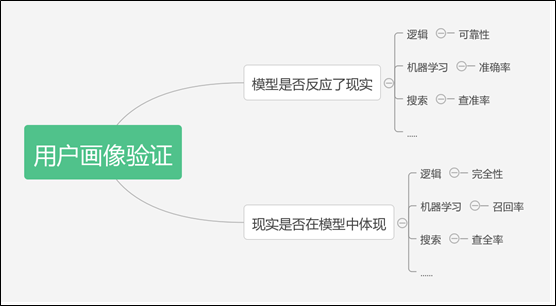 用户画像验证
模型是否反应了现实
逻辑 可靠性
机器学习 准确率
搜索 查准率
.....
现实是否在模型中体现
逻辑 完全性
机器学习 召回率
搜索 查全率
......